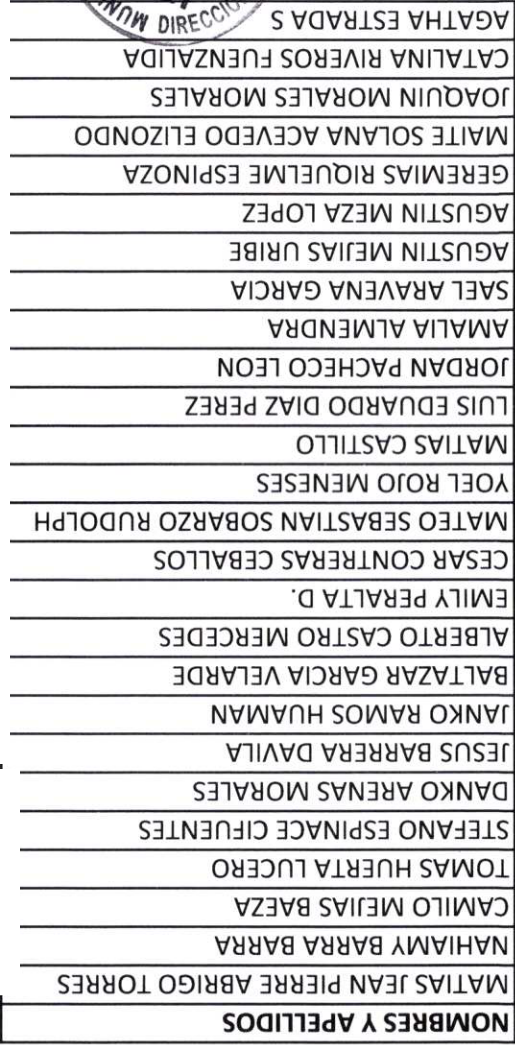 NOMBRES Y APELLIDOS
MATIAS JEAN PIERRE ABRIGO TORRES
NAHIAMY BARRA BARRA
CAMILO MEJIAS BAEZA
TOMAS HUERTA LUCERO
STEFANO ESPINACE CIFUENTES
DANKO ARENAS MORALES
JESUS BARRERA DAVILA
JANKO RAMOS HUAMAN
BALTAZAR GARCIA VELARDE
ALBERTO CASTRO MERCEDES
EMILY PERALTA D.
CESAR CONTRERAS CEBALLOS
MATEO SEBASTIAN SOBARZO RUDOLPH
YOEL ROJO MENESES
MATIAS CASTILLO
LUIS EDUARDO DIAZ PEREZ
JORDAN PACHECO LEON
AMALIA ALMENDRA
SAEL ARAVENA GARCIA
AGUSTIN MEJIAS URIBE
AGUSTIN MEZA LOPEZ
GEREMIAS RIQUELME ESPINOZA
MAITE SOLANA ACEVEDO ELIZONDO
JOAQUIN MORALES MORALES
CATALINA RIVEROS FUENZALIDA
AGATHA ESTRADA S